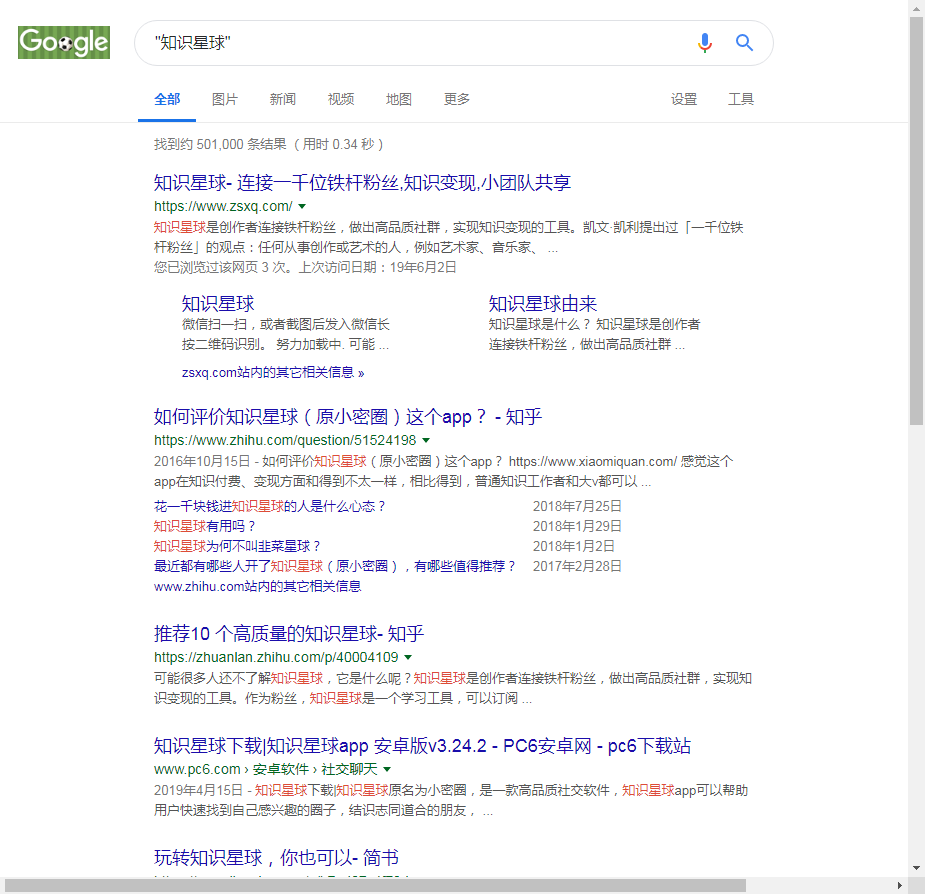 Google
"知识星球"
全部 图片 新闻 视频 地图 更多 设置 工具
找到约 501,000 条结果 （用时 0.34 秒）
知识星球- 连接一千位铁杆粉丝,知识变现,小团队共享
https://www.zsxq.com/
知识星球是创作者连接铁杆粉丝，做出高品质社群，实现知识变现的工具。凯文·凯利提出过「一千位铁
杆粉丝」的观点：任何从事创作或艺术的人，例如艺术家、音乐家、 ...
您已浏览过该网页 3 次。上次访问日期：19年6月2日
知识星球
微信扫一扫，或者截图后发入微信长
按二维码识别。 努力加载中. 可能 ...
知识星球由来
知识星球是什么？ 知识星球是创作者
连接铁杆粉丝，做出高品质社群 ...
zsxq.com站内的其它相关信息 »
如何评价知识星球（原小密圈）这个app？ - 知乎
https://www.zhihu.com/question/51524198
2016年10月15日 - 如何评价知识星球（原小密圈）这个app？ https://www.xiaomiquan.com/ 感觉这个
app在知识付费、变现方面和得到不太一样，相比得到，普通知识工作者和大v都可以 ...
花一千块钱进知识星球的人是什么心态？ 2018年7月25日
知识星球有用吗？ 2018年1月29日
知识星球为何不叫韭菜星球？ 2018年1月2日
最近都有哪些人开了知识星球（原小密圈），有哪些值得推荐？ 2017年2月28日
www.zhihu.com站内的其它相关信息
推荐10 个高质量的知识星球- 知乎
https://zhuanlan.zhihu.com/p/40004109
可能很多人还不了解知识星球，它是什么呢？知识星球是创作者连接铁杆粉丝，做出高品质社群，实现知
识变现的工具。作为粉丝，知识星球是一个学习工具，可以订阅 ...
知识星球下载|知识星球app 安卓版v3.24.2 - PC6安卓网 - pc6下载站
www.pc6.com › 安卓软件 › 社交聊天
2019年4月15日 - 知识星球下载|知识星球原名为小密圈，是一款高品质社交软件，知识星球app可以帮助
用户快速找到自己感兴趣的圈子，结识志同道合的朋友， ...
玩转知识星球，你也可以- 简书